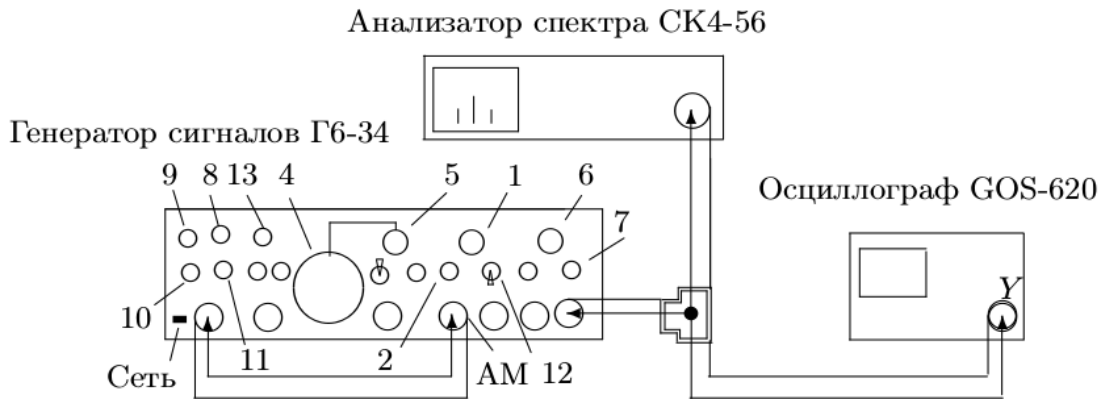 Анализатор спектра СК4-56
Генератор сигналов Г6-34
9 8 13 4 5 1 6
Осциллограф GOS-620
7
Y
10 11 2 АМ 12
Сеть